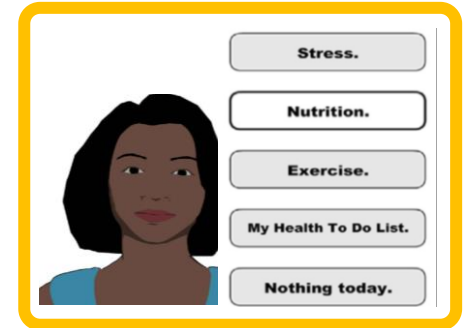 Stress.
Nutrition.
Exercise.
My Health To Do List.
Nothing today.